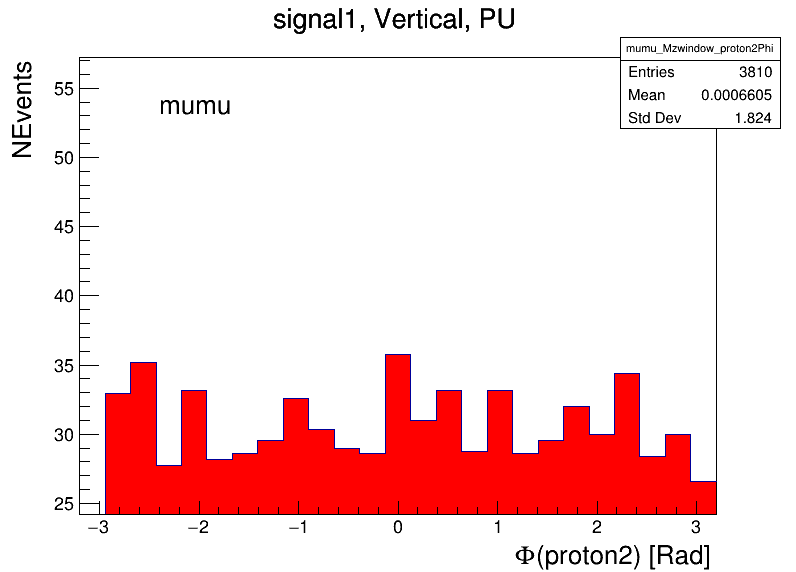 signal1, Vertical, PU
mumu_Mzwindow_proton2Phi
Entries 3810
Mean 0.0006605
Std Dev 1.824
NEvents
mumu
55
50
45
40
35
30
25
−3 −2 −1 0 1 2 3
Φ(proton2) [Rad]